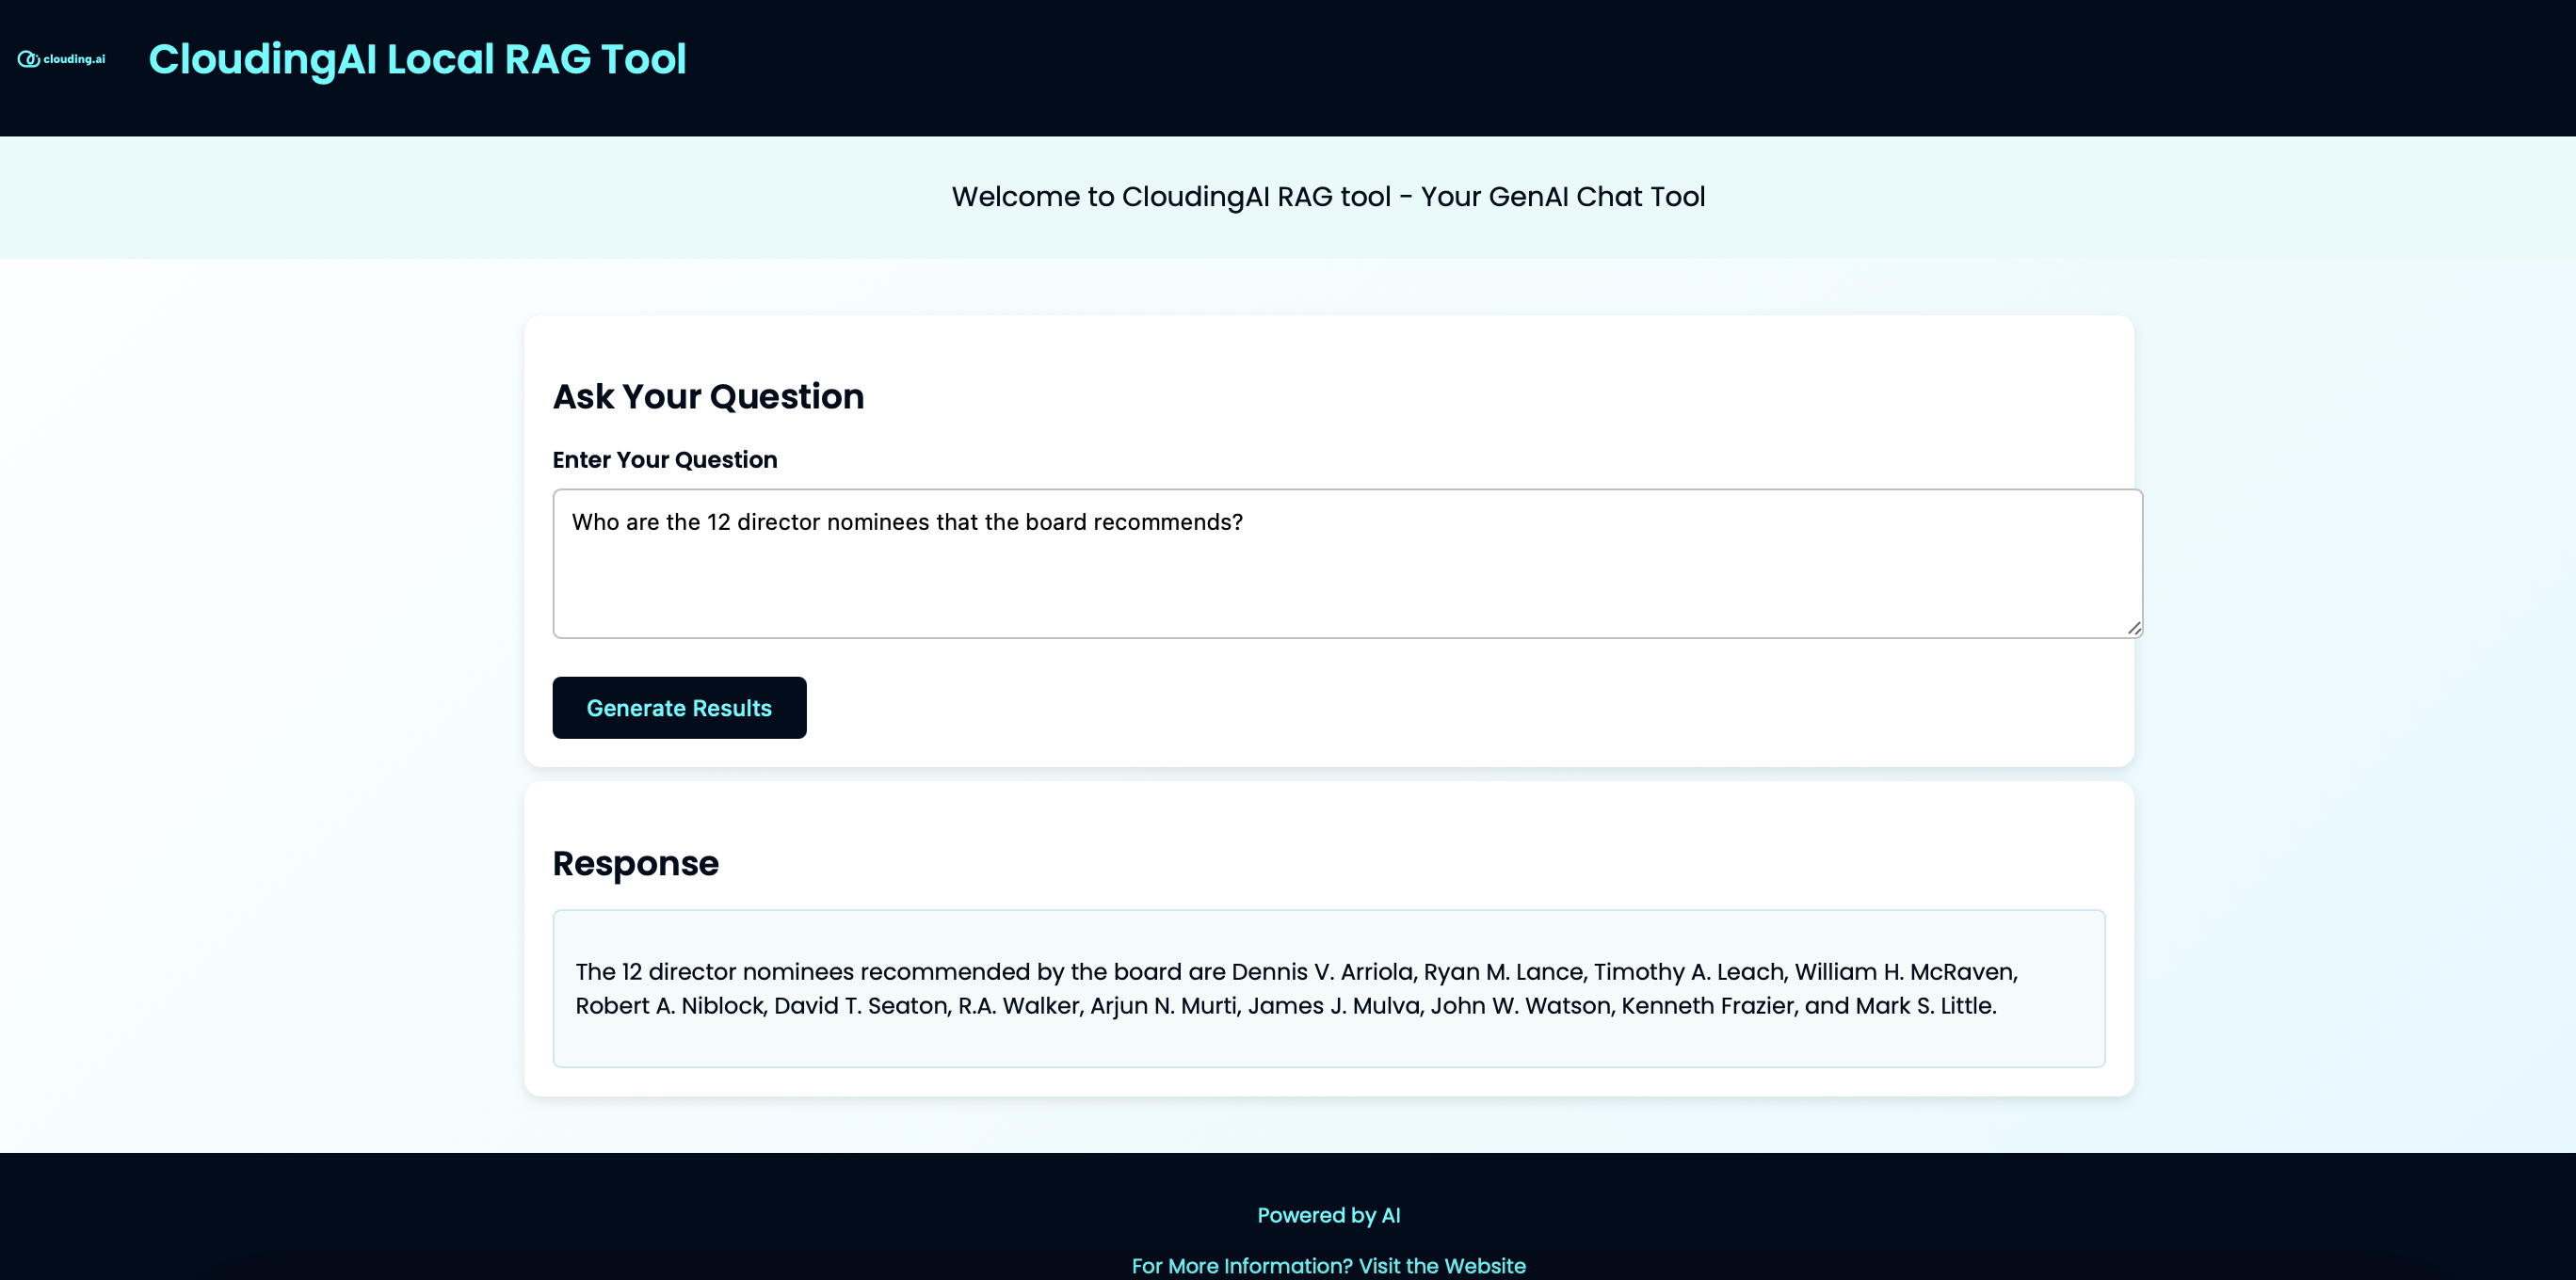 clouding.ai
CloudingAI Local RAG Tool
Welcome to CloudingAI RAG tool - Your GenAI Chat Tool
Ask Your Question
Enter Your Question
Who are the 12 director nominees that the board recommends?
Generate Results
Response
The 12 director nominees recommended by the board are Dennis V. Arriola, Ryan M. Lance, Timothy A. Leach, William H. McRaven,
Robert A. Niblock, David T. Seaton, R.A. Walker, Arjun N. Murti, James J. Mulva, John W. Watson, Kenneth Frazier, and Mark S. Little.
Powered by AI
For More Information? Visit the Website